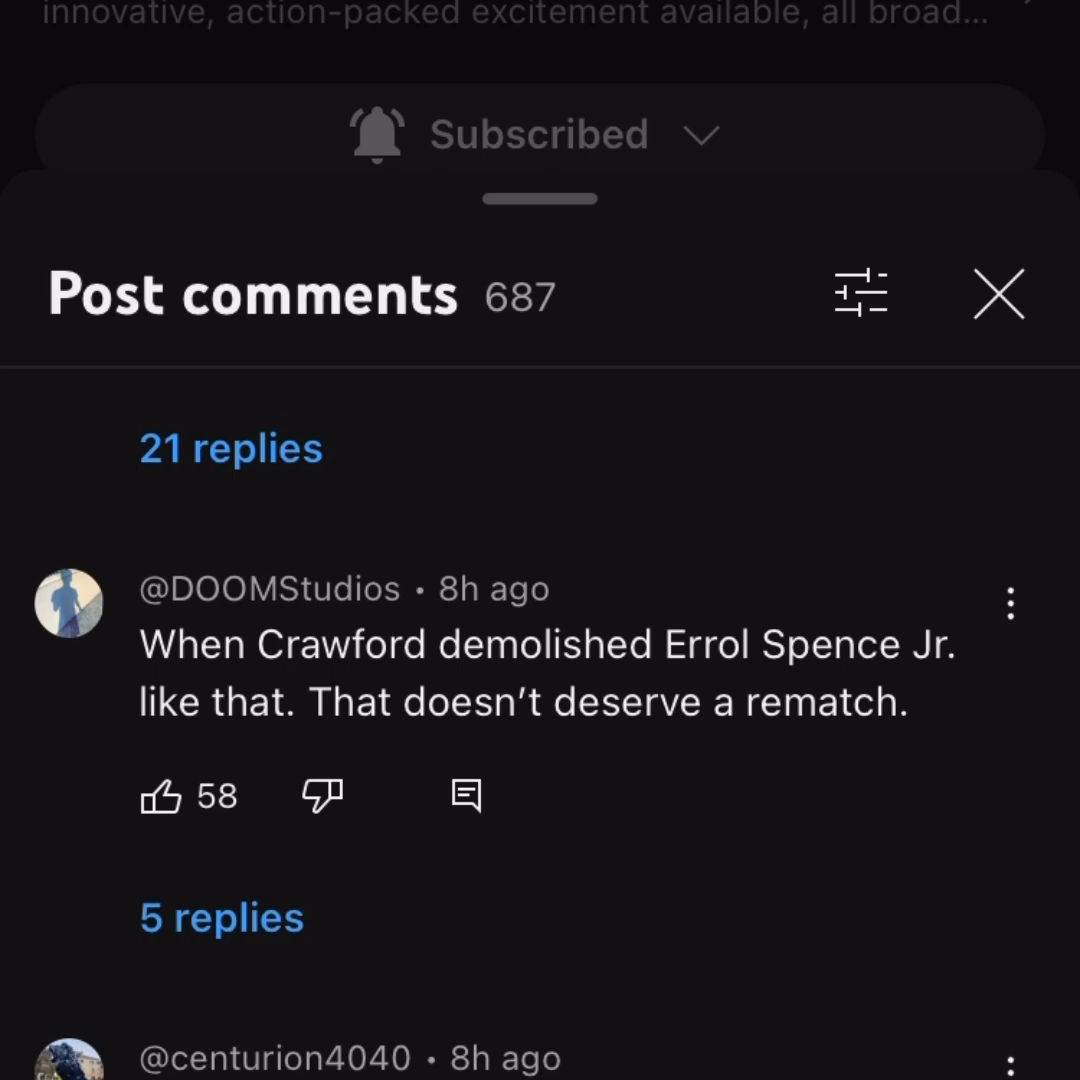 innovative, action-packed excitement available, all broad...
Subscribed
Post comments 687
21 replies
@DOOMStudios • 8h ago
When Crawford demolished Errol Spence Jr.
like that. That doesn’t deserve a rematch.
58
5 replies
@centurion4040 • 8h ago